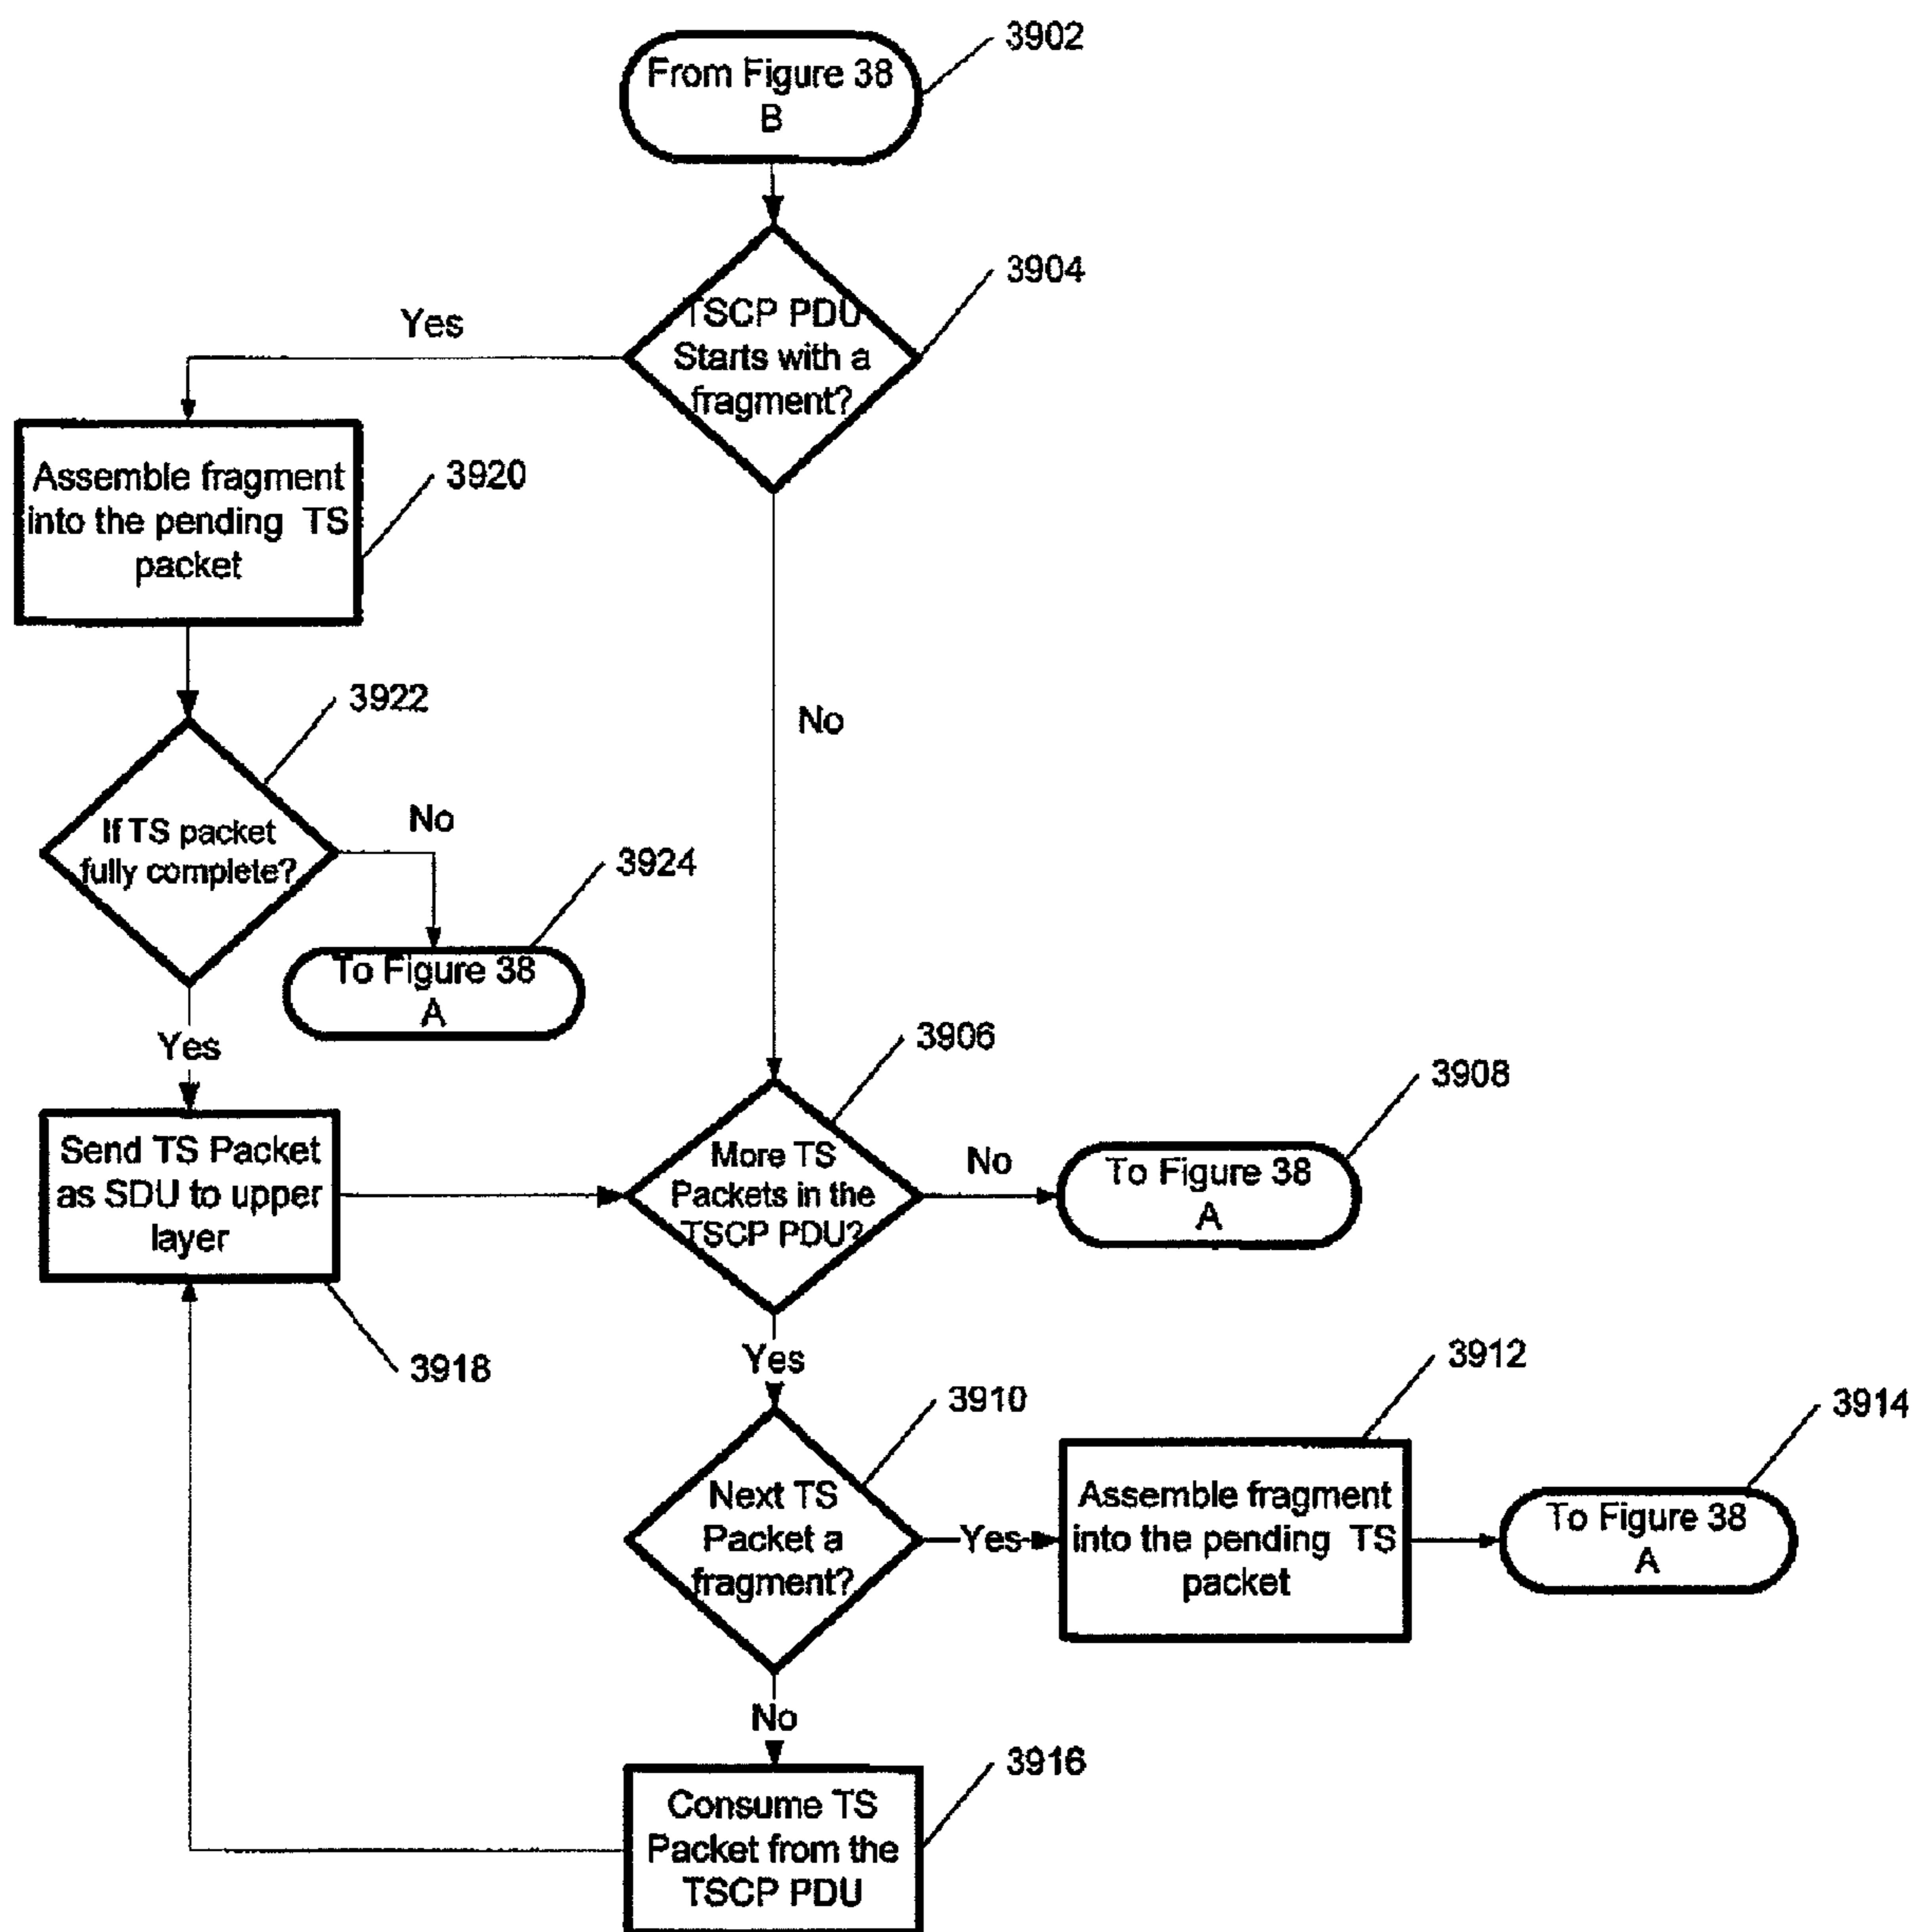 From Figure 38
B
3902
TSCP PDU
Starts with a
fragment?
3904
Yes
Assemble fragment
into the pending TS
packet
3920
No
3922
If TS packet
fully complete?
No
3924
To Figure 38
A
Yes
3906
3908
Send TS Packet
as SDU to upper
layer
More TS
Packets in the
TSCP PDU?
No
To Figure 38
A
3918
Yes
3910
3912
3914
Next TS
Packet a
fragment?
Yes
Assemble fragment
into the pending TS
packet
To Figure 38
A
No
3916
Consume TS
Packet from the
TSCP PDU